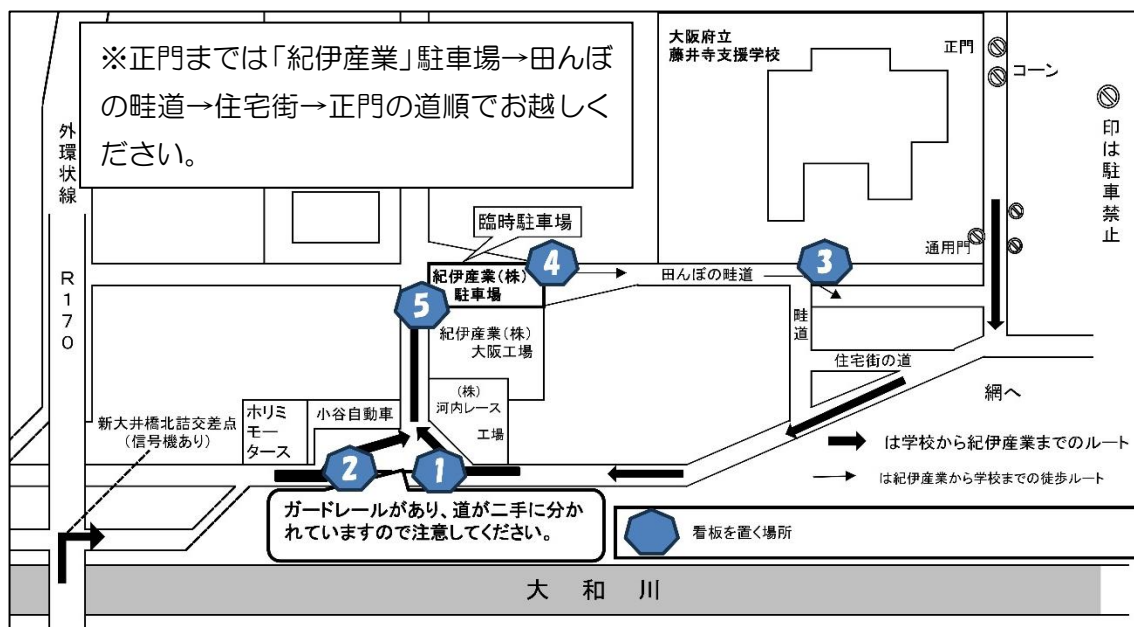 ※正門までは「紀伊産業」駐車場→田んぼ
の畦道→住宅街→正門の道順でお越しく
ださい。
大阪府立
藤井寺支援学校
正門
コーン
印は駐車禁止
外環状線
R170
臨時駐車場
通用門
4
3
紀伊産業(株)
駐車場
田んぼの畦道
5
紀伊産業(株)
大阪工場
畦道
住宅街の道
(株)
河内レース
工場
網へ
新大井橋北詰交差点
(信号機あり)
ホリミ
モー
タース
小谷自動車
は学校から紀伊産業までのルート
2
1
は紀伊産業から学校までの徒歩ルート
ガードレールがあり、道が二手に分か
れていますので注意してください。
看板を置く場所
大和川